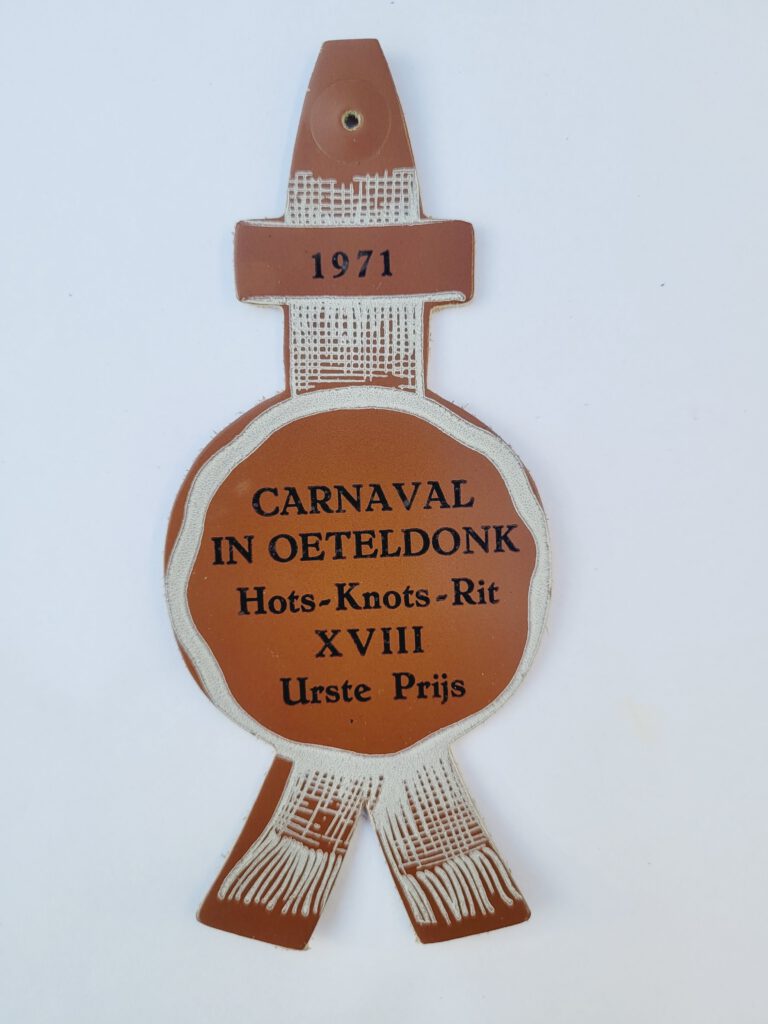 1971
CARNAVAL
IN OETELDONK
Hots-Knots-Rit
XVIII
Urste Prijs